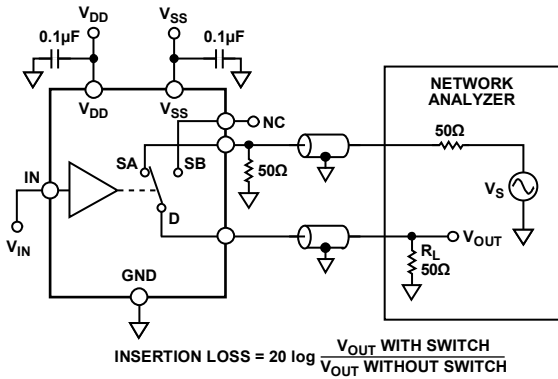 V_DD
V_SS
0.1µF
0.1µF
V_DD
V_SS
NC
NETWORK
ANALYZER
50Ω
SA
SB
50Ω
IN
V_S
D
V_IN
V_OUT
R_L
50Ω
GND
INSERTION LOSS = 20 log V_OUT WITH SWITCH
V_OUT WITHOUT SWITCH